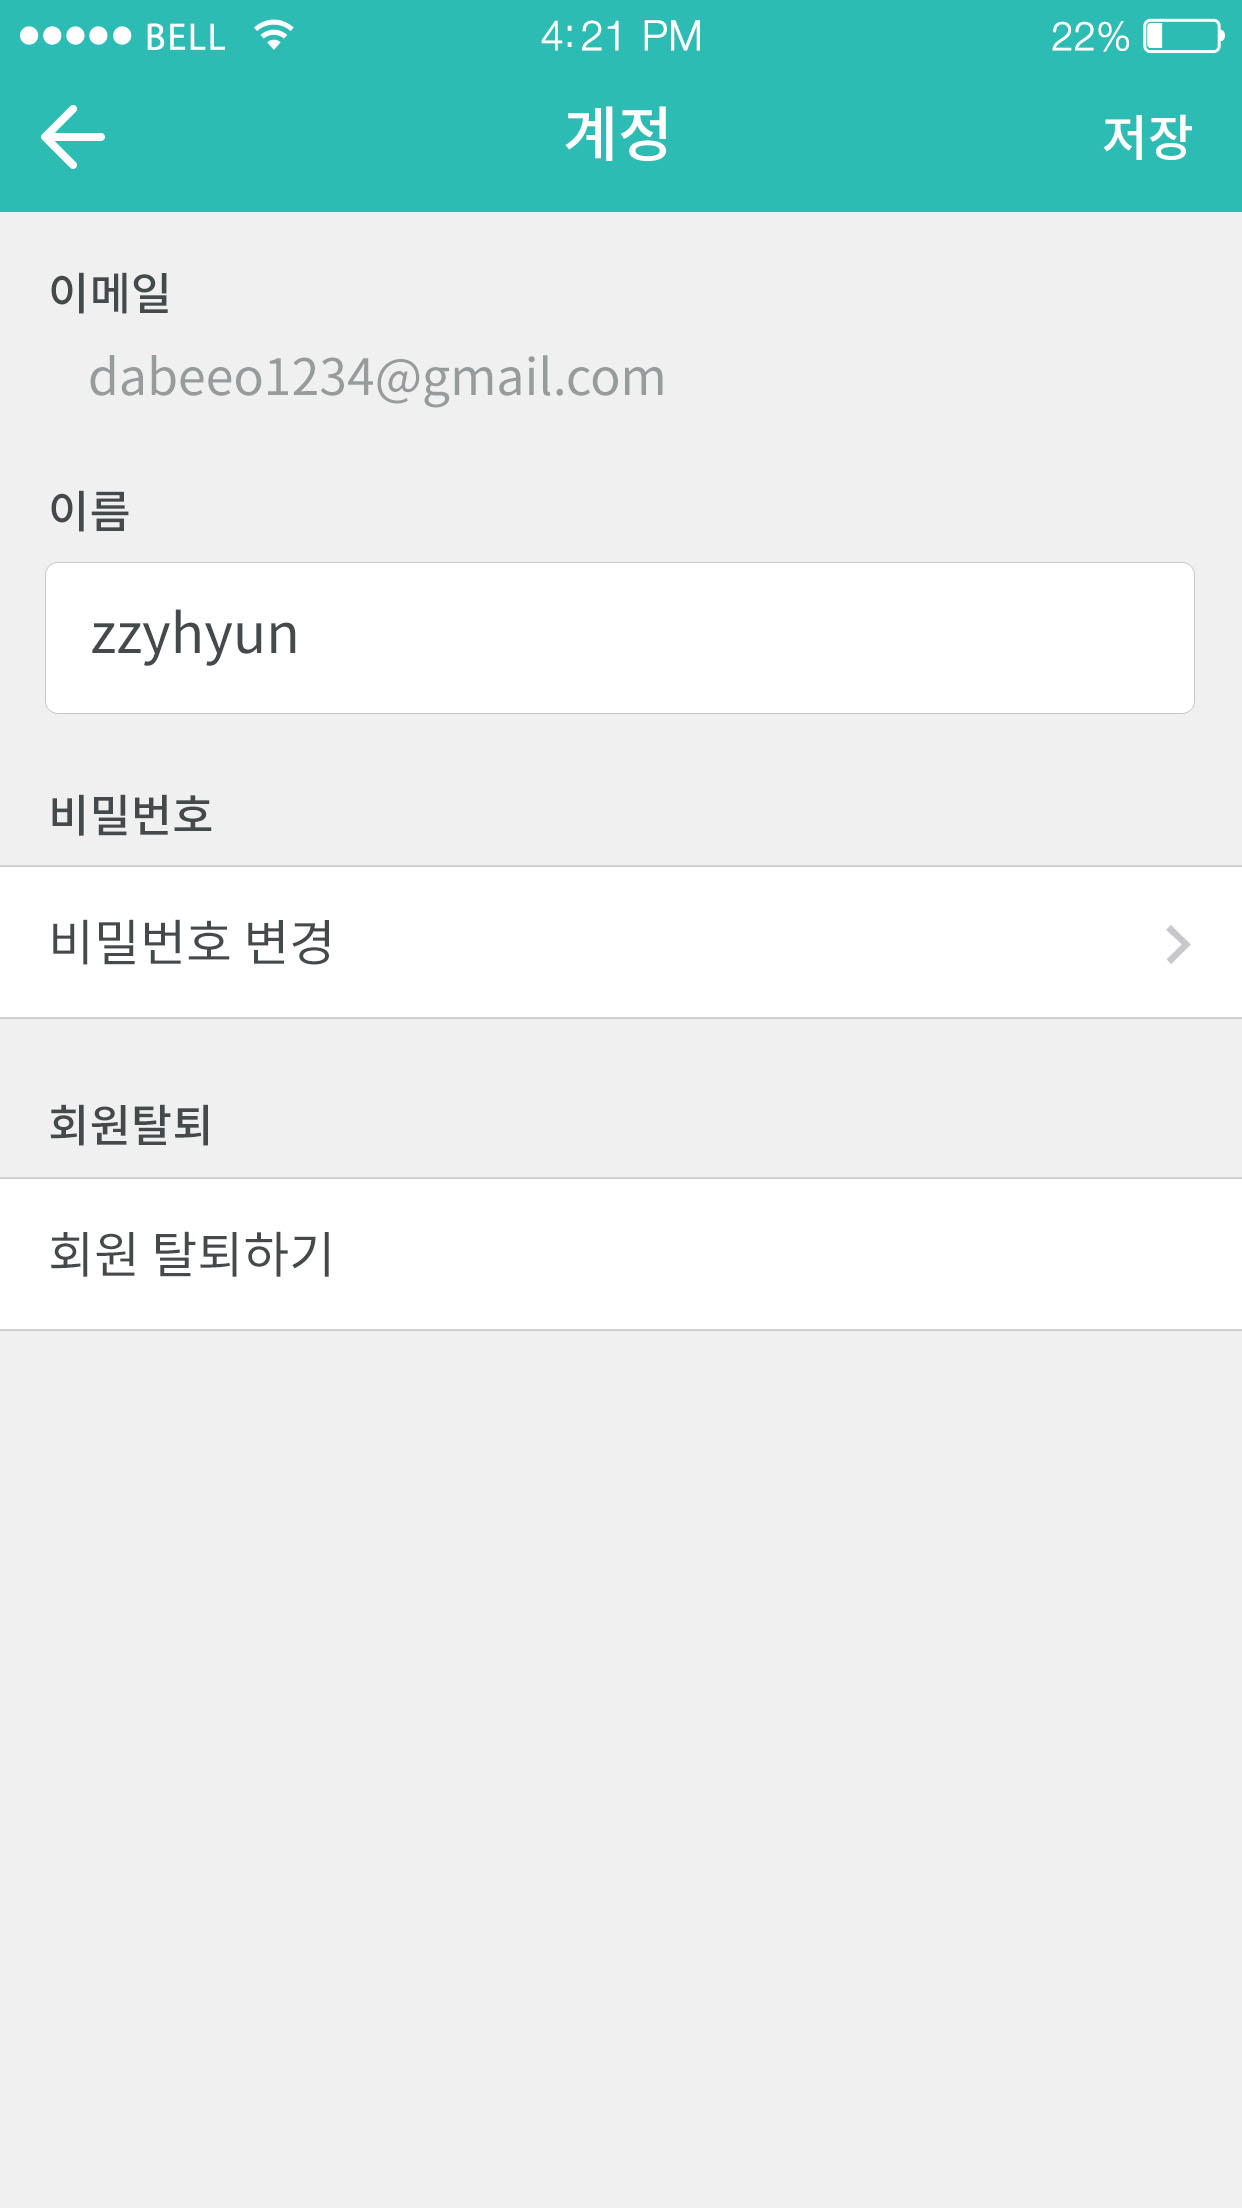 BELL 4:21 PM 22%
계정 저장
이메일
dabeeo1234@gmail.com
이름
zzyhyun
비밀번호
비밀번호 변경
회원탈퇴
회원 탈퇴하기